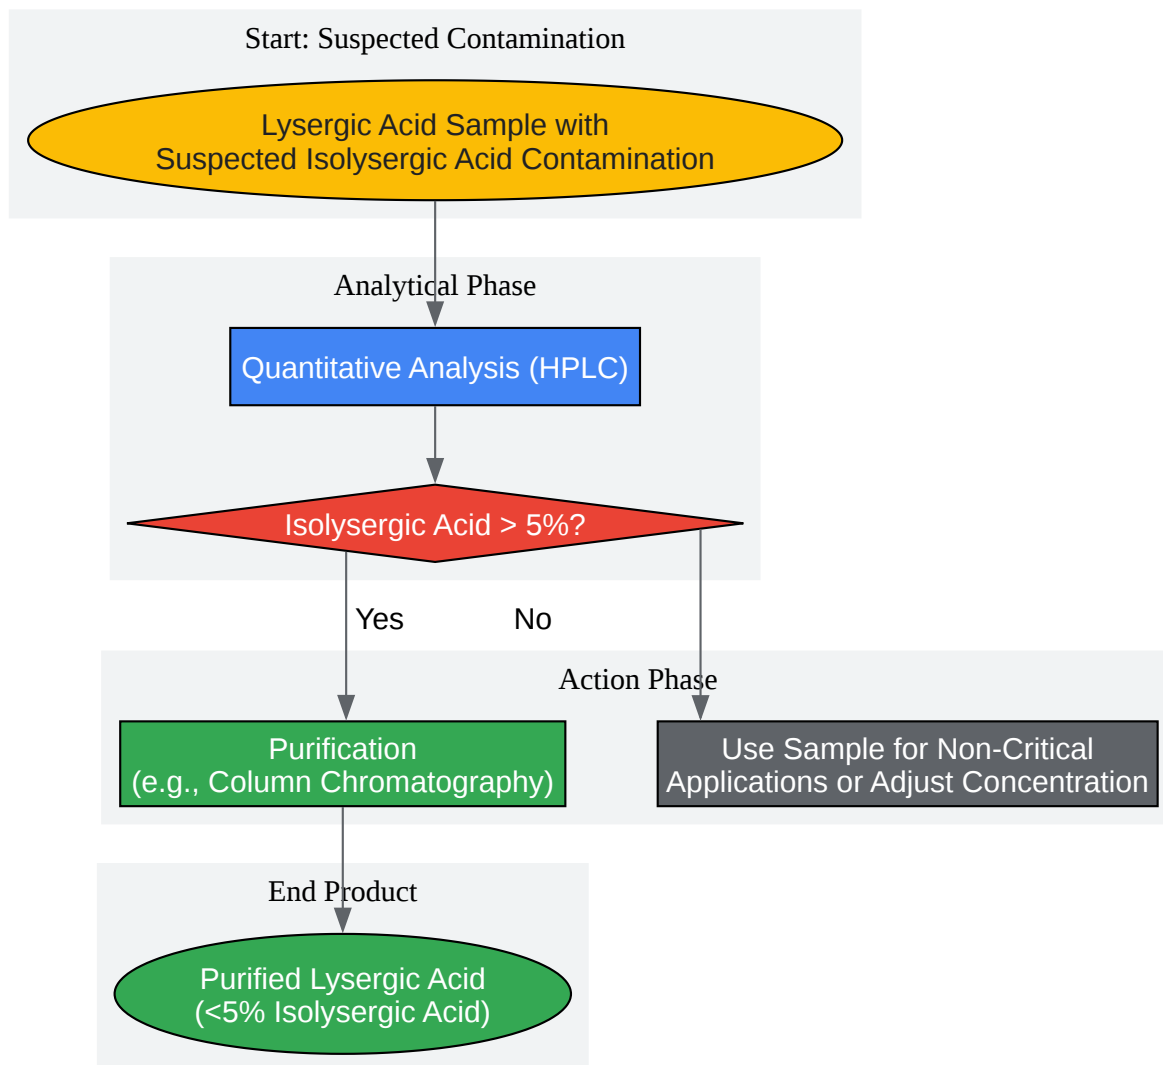 Start: Suspected Contamination
Lysergic Acid Sample with
Suspected Isolysergic Acid Contamination
Analytical Phase
Quantitative Analysis (HPLC)
Isolysergic Acid > 5%?
Yes
No
Action Phase
Purification
(e.g., Column Chromatography)
Use Sample for Non-Critical
Applications or Adjust Concentration
End Product
Purified Lysergic Acid
(<5% Isolysergic Acid)